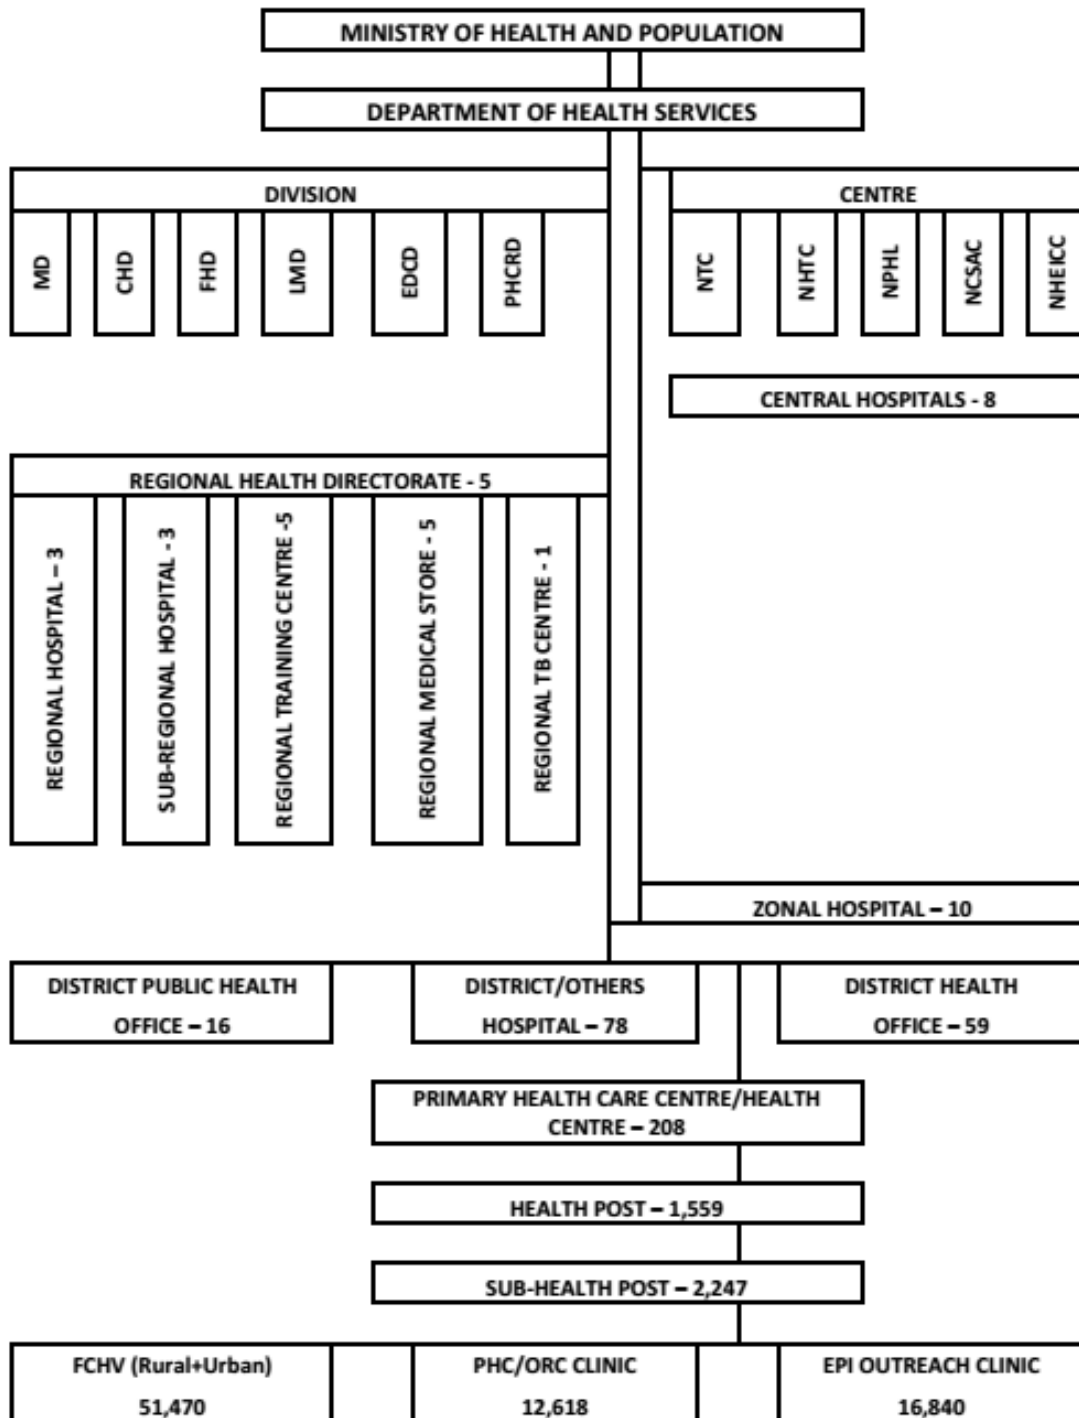 MINISTRY OF HEALTH AND POPULATION
DEPARTMENT OF HEALTH SERVICES
DIVISION
CENTRE
MD
CHD
FHD
LMD
EDCD
PHCRD
NTC
NHTC
NPHL
NCSAC
NHEICC
CENTRAL HOSPITALS - 8
REGIONAL HEALTH DIRECTORATE - 5
REGIONAL HOSPITAL – 3
SUB-REGIONAL HOSPITAL - 3
REGIONAL TRAINING CENTRE -5
REGIONAL MEDICAL STORE - 5
REGIONAL TB CENTRE - 1
ZONAL HOSPITAL – 10
DISTRICT PUBLIC HEALTH
OFFICE – 16
DISTRICT/OTHERS
HOSPITAL – 78
DISTRICT HEALTH
OFFICE – 59
PRIMARY HEALTH CARE CENTRE/HEALTH
CENTRE – 208
HEALTH POST – 1,559
SUB-HEALTH POST – 2,247
FCHV (Rural+Urban)
51,470
PHC/ORC CLINIC
12,618
EPI OUTREACH CLINIC
16,840